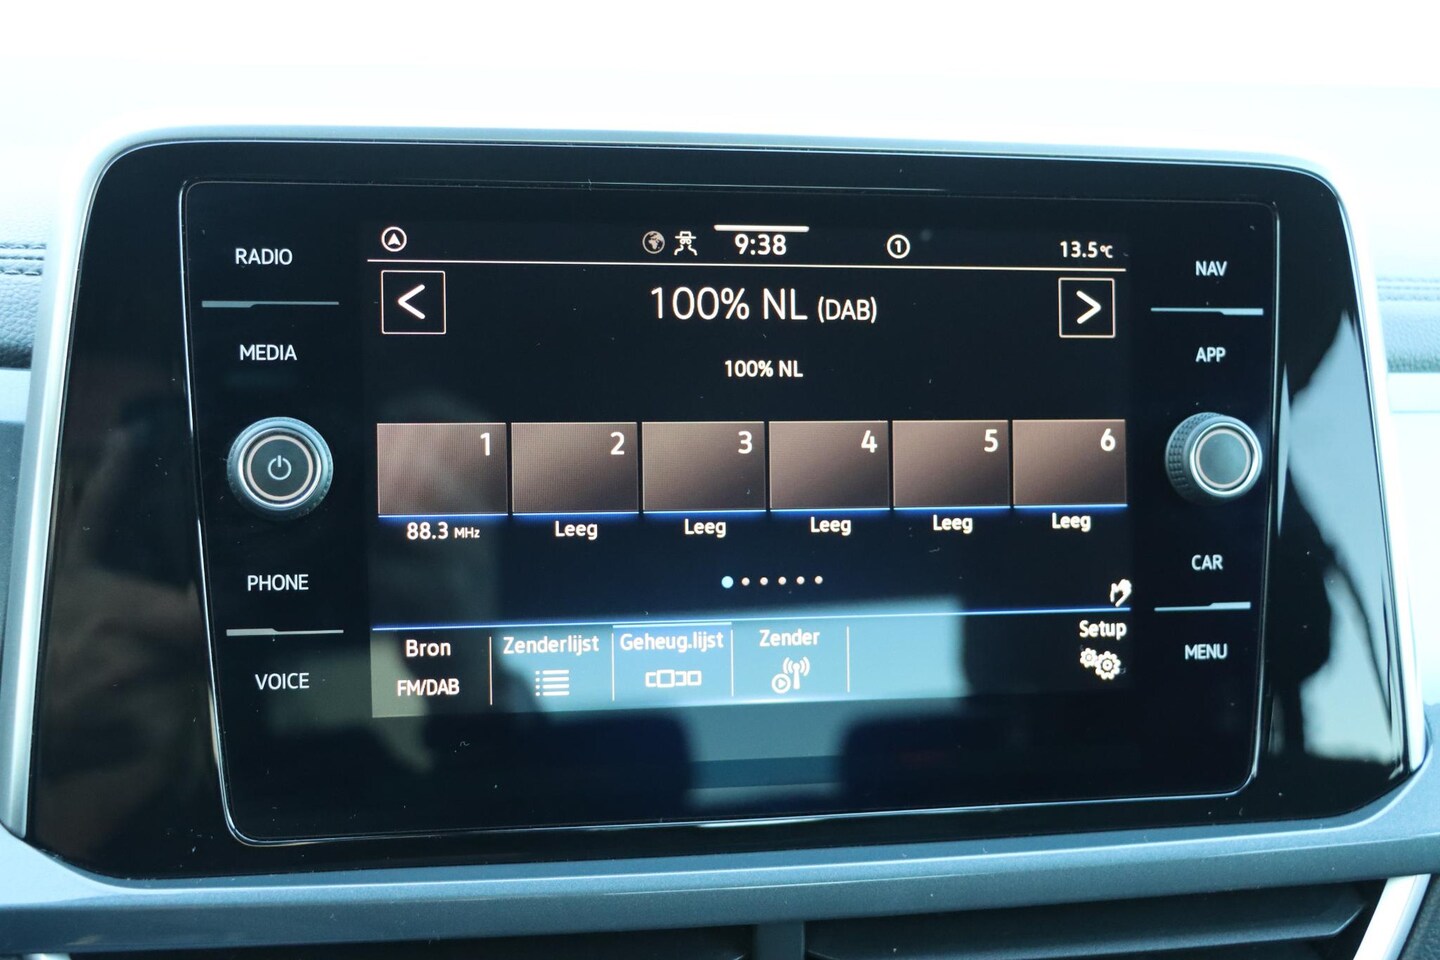 RADIO
MEDIA
PHONE
VOICE
9:38
1
13.5°C
<
100% NL (DAB)
>
100% NL
1
2
3
4
5
6
88.3 MHz
Leeg
Leeg
Leeg
Leeg
Leeg
Bron
FM/DAB
Zenderlijst
Geheug.lijst
Zender
Setup
NAV
APP
CAR
MENU